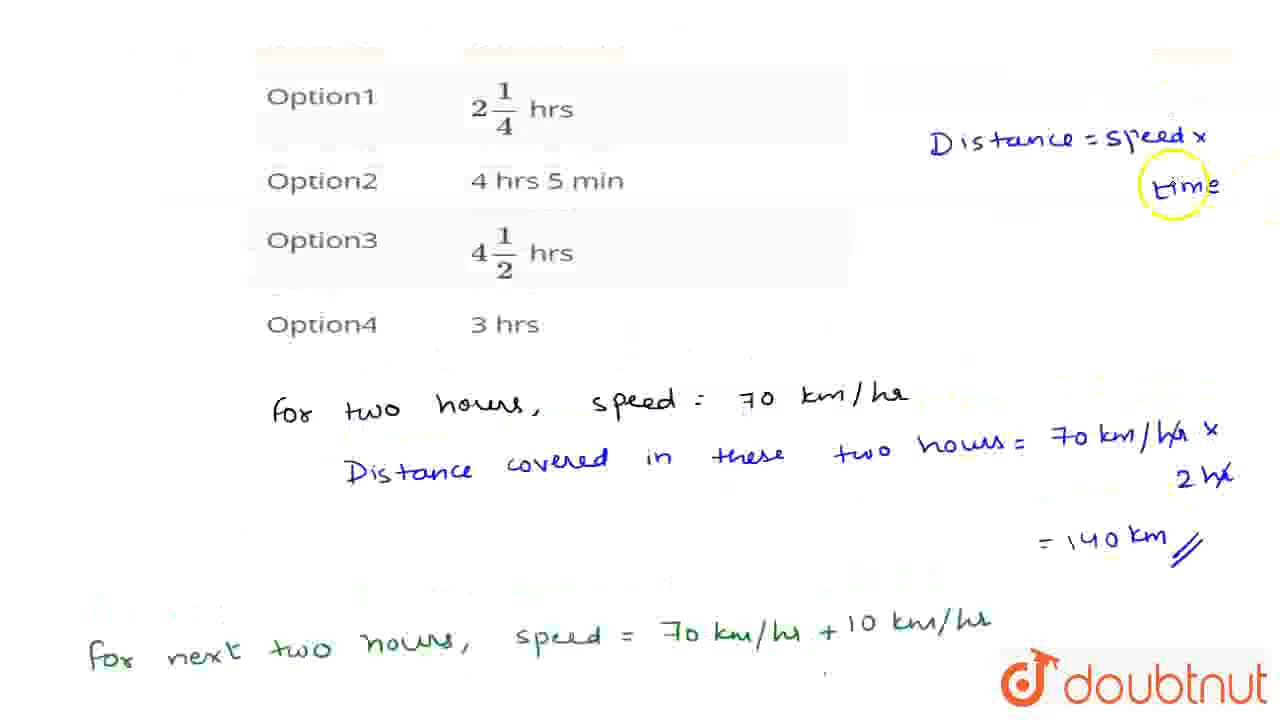 Option1 2 1/4 hrs
Distance = speed x
Option2 4 hrs 5 min
time
Option3 4 1/2 hrs
Option4 3 hrs
for two hours, speed = 70 km/hr
Distance covered in these two hours = 70 km/hr x
2 hr
= 140 km
for next two hours, speed = 70 km/hr + 10 km/hr
doubtnut